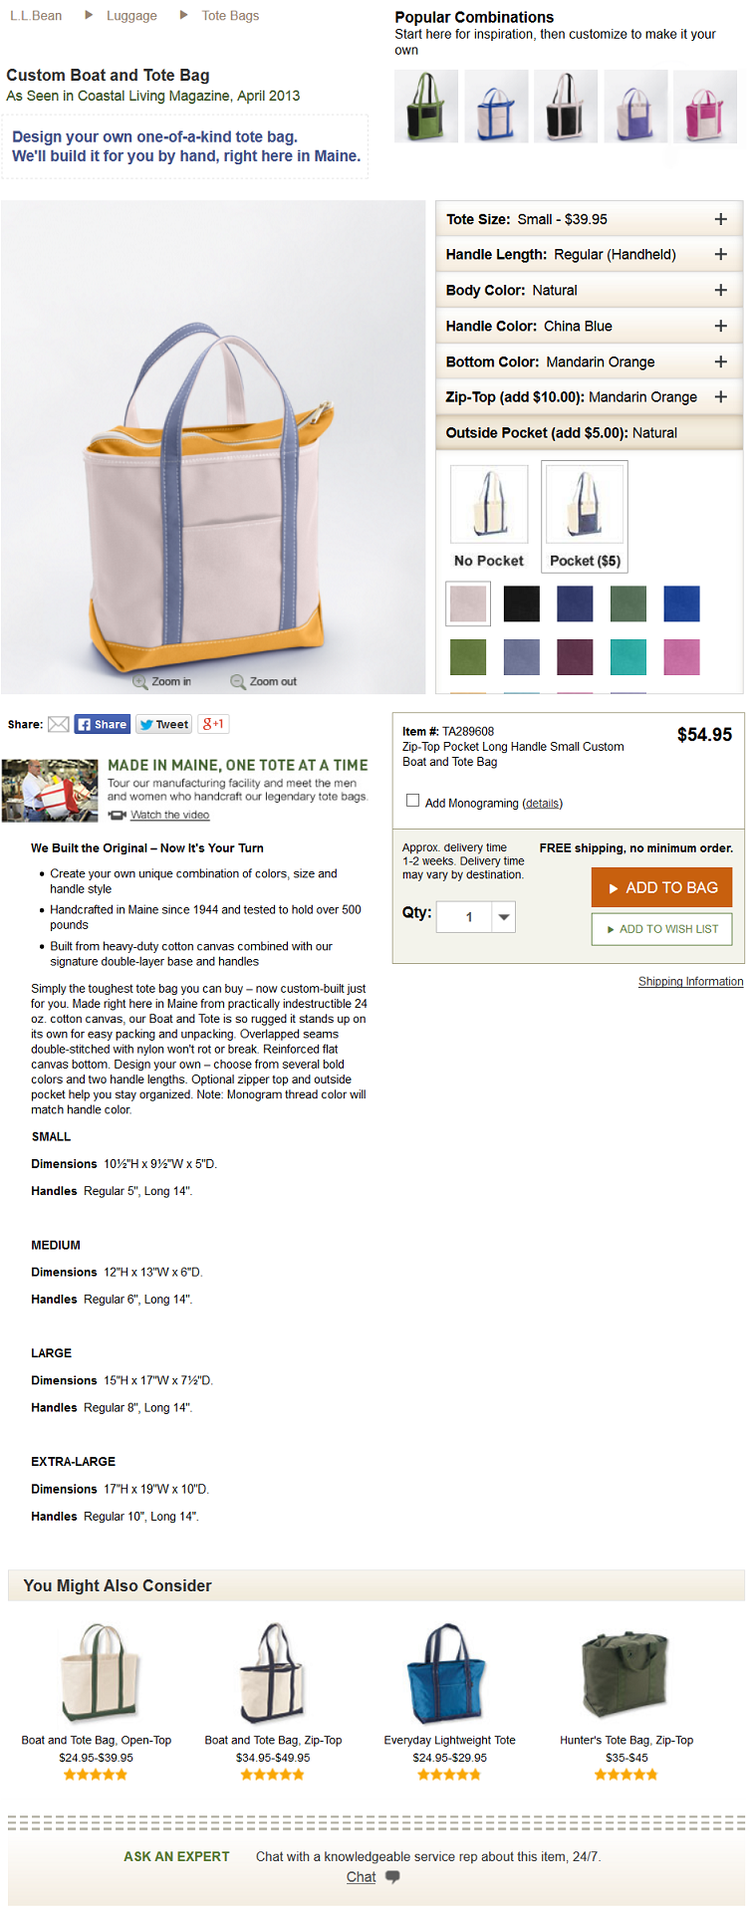 L.L.Bean ▶ Luggage ▶ Tote Bags
Custom Boat and Tote Bag
As Seen in Coastal Living Magazine, April 2013
Design your own one-of-a-kind tote bag.
We'll build it for you by hand, right here in Maine.
Popular Combinations
Start here for inspiration, then customize to make it your
own
Zoom in Zoom out
Tote Size: Small - $39.95 +
Handle Length: Regular (Handheld) +
Body Color: Natural +
Handle Color: China Blue +
Bottom Color: Mandarin Orange +
Zip-Top (add $10.00): Mandarin Orange +
Outside Pocket (add $5.00): Natural
No Pocket Pocket ($5)
Share: f Share Tweet g+1
MADE IN MAINE, ONE TOTE AT A TIME
Tour our manufacturing facility and meet the men
and women who handcraft our legendary tote bags.
Watch the video
We Built the Original – Now It's Your Turn
• Create your own unique combination of colors, size and
handle style
• Handcrafted in Maine since 1944 and tested to hold over 500
pounds
• Built from heavy-duty cotton canvas combined with our
signature double-layer base and handles
Simply the toughest tote bag you can buy – now custom-built just
for you. Made right here in Maine from practically indestructible 24
oz. cotton canvas, our Boat and Tote is so rugged it stands up on
its own for easy packing and unpacking. Overlapped seams
double-stitched with nylon won't rot or break. Reinforced flat
canvas bottom. Design your own – choose from several bold
colors and two handle lengths. Optional zipper top and outside
pocket help you stay organized. Note: Monogram thread color will
match handle color.
SMALL
Dimensions 10½"H x 9½"W x 5"D.
Handles Regular 5", Long 14".
MEDIUM
Dimensions 12"H x 13"W x 6"D.
Handles Regular 6", Long 14".
LARGE
Dimensions 15"H x 17"W x 7½"D.
Handles Regular 8", Long 14".
EXTRA-LARGE
Dimensions 17"H x 19"W x 10"D.
Handles Regular 10", Long 14".
Item #: TA289608 $54.95
Zip-Top Pocket Long Handle Small Custom
Boat and Tote Bag
Add Monograming (details)
Approx. delivery time
1-2 weeks. Delivery time
may vary by destination.
FREE shipping, no minimum order.
Qty: 1
▶ ADD TO BAG
▶ ADD TO WISH LIST
Shipping Information
You Might Also Consider
Boat and Tote Bag, Open-Top
$24.95-$39.95
Boat and Tote Bag, Zip-Top
$34.95-$49.95
Everyday Lightweight Tote
$24.95-$29.95
Hunter's Tote Bag, Zip-Top
$35-$45
ASK AN EXPERT Chat with a knowledgeable service rep about this item, 24/7.
Chat